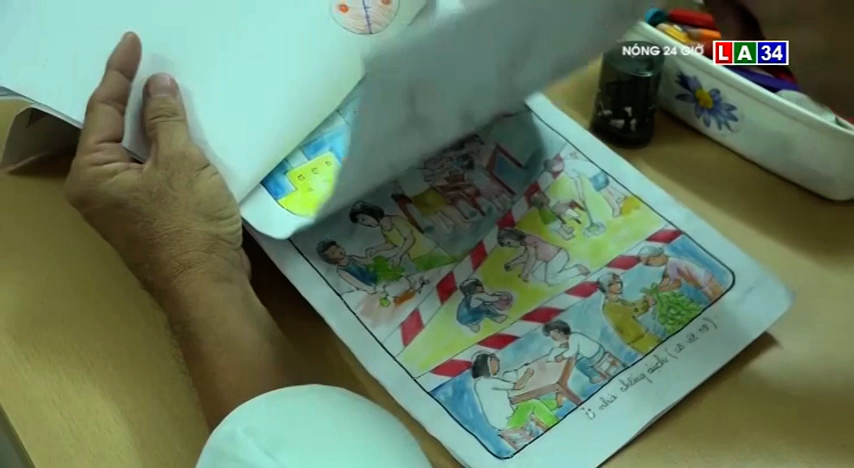 NÓNG 24 GIỜ LA34
Ở nhà chống dịch (